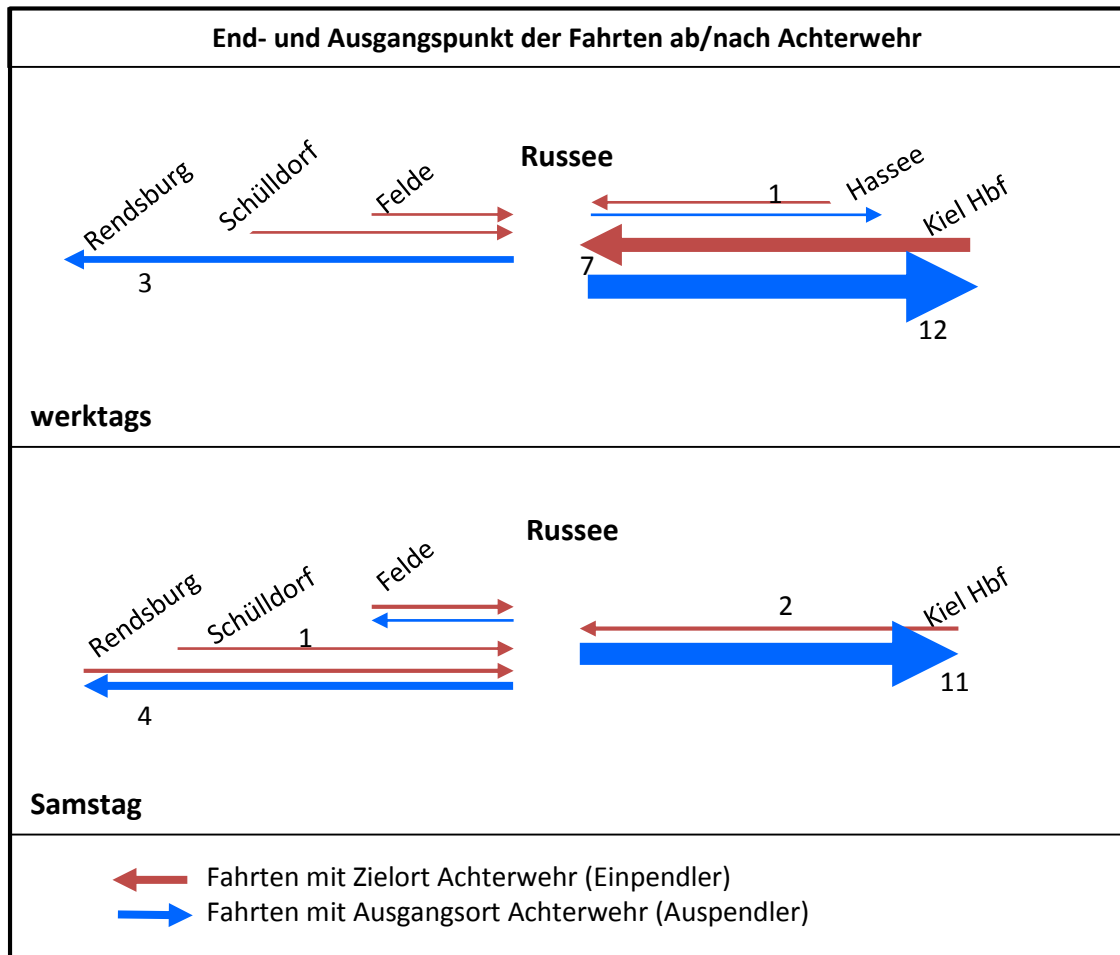 End- und Ausgangspunkt der Fahrten ab/nach Achterwehr
Rendsburg
Schülldorf
Felde
Russee
1
Hassee
Kiel Hbf
3
7
12
werktags
Rendsburg
Schülldorf
1
Felde
Russee
2
Kiel Hbf
4
11
Samstag
Fahrten mit Zielort Achterwehr (Einpendler)
Fahrten mit Ausgangsort Achterwehr (Auspendler)